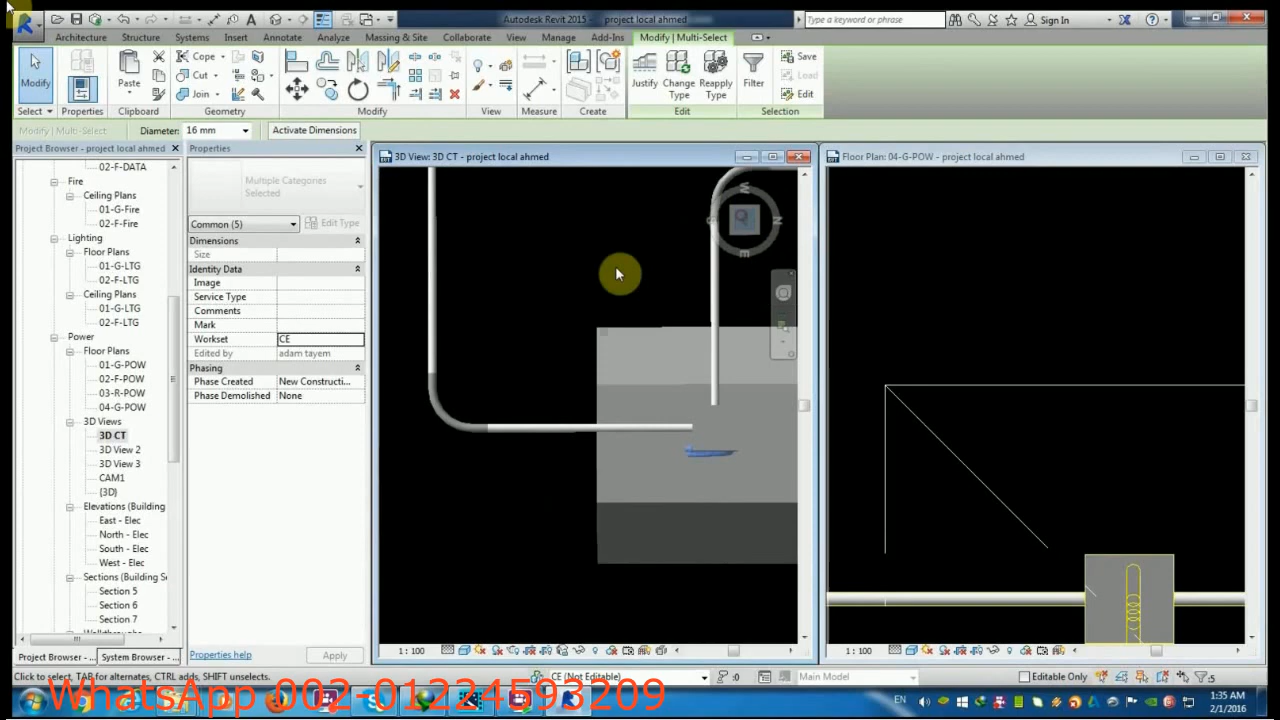 Autodesk Revit 2015 -    project local ahmed
Type a keyword or phrase
Sign In
Architecture
Structure
Systems
Insert
Annotate
Analyze
Massing & Site
Collaborate
View
Manage
Add-Ins
Modify | Multi-Select
Modify
Paste
Cope
Cut
Join
Justify
Change Type
Reapply Type
Filter
Save
Load
Edit
Select
Properties
Clipboard
Geometry
Modify
View
Measure
Create
Edit
Selection
Modify | Multi-Select
Diameter: 16 mm
Activate Dimensions
Project Browser - project local ahmed
02-F-DATA
Fire
Ceiling Plans
01-G-Fire
02-F-Fire
Lighting
Floor Plans
01-G-LTG
02-F-LTG
Ceiling Plans
01-G-LTG
02-F-LTG
Power
Floor Plans
01-G-POW
02-F-POW
03-R-POW
04-G-POW
3D Views
3D CT
3D View 2
3D View 3
CAM1
{3D}
Elevations (Building
East - Elec
North - Elec
South - Elec
West - Elec
Sections (Building S
Section 5
Section 6
Section 7
Project Browser - ...
System Browser - ...
Properties
Multiple Categories Selected
Common (5)
Edit Type
Dimensions
Size
Identity Data
Image
Service Type
Comments
Mark
Workset CE
Edited by adam tayem
Phasing
Phase Created New Constructi...
Phase Demolished None
Properties help
Apply
3D View: 3D CT - project local ahmed
W
N
E
1 : 100
Floor Plan: 04-G-POW - project local ahmed
1 : 100
Click to select, TAB for alternates, CTRL adds, SHIFT unselects.
CE (Not Editable)
:0
Main Model
Editable Only
:5
WhatsApp 002-01224593209
EN
1:35 AM
2/1/2016